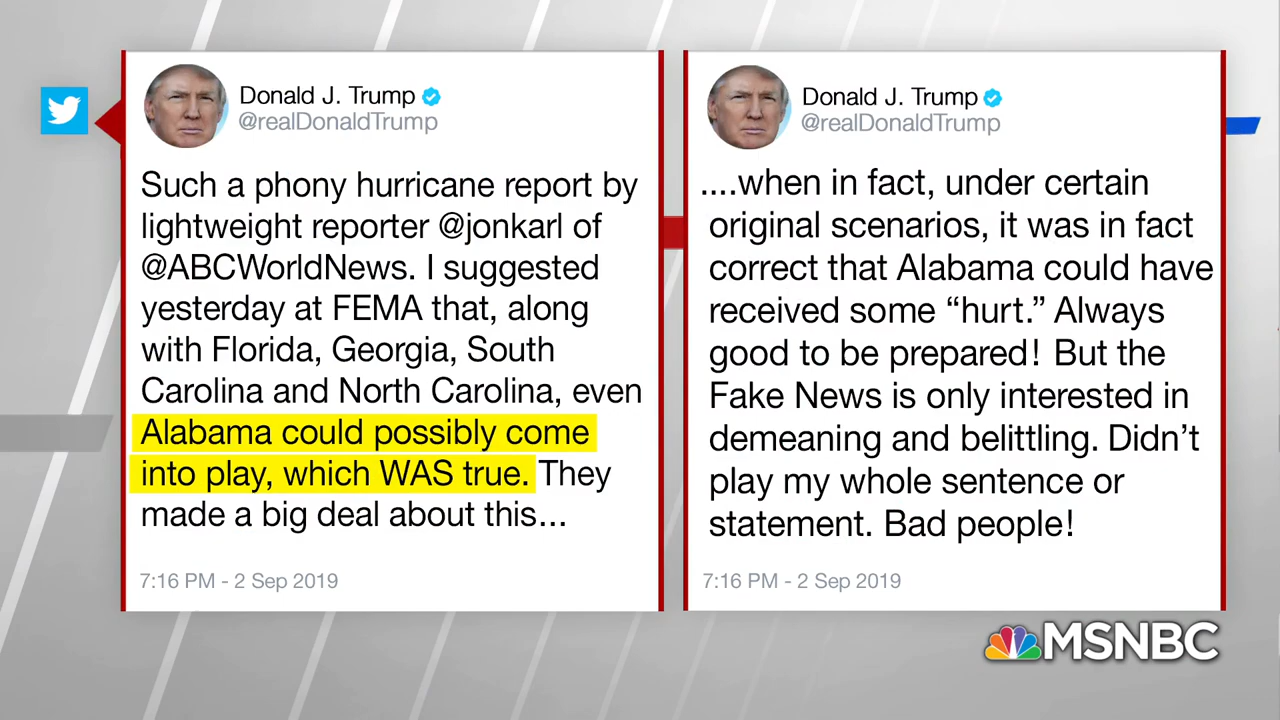 Donald J. Trump
@realDonaldTrump
Such a phony hurricane report by
lightweight reporter @jonkarl of
@ABCWorldNews. I suggested
yesterday at FEMA that, along
with Florida, Georgia, South
Carolina and North Carolina, even
Alabama could possibly come
into play, which WAS true. They
made a big deal about this...
7:16 PM - 2 Sep 2019
Donald J. Trump
@realDonaldTrump
....when in fact, under certain
original scenarios, it was in fact
correct that Alabama could have
received some “hurt.” Always
good to be prepared! But the
Fake News is only interested in
demeaning and belittling. Didn’t
play my whole sentence or
statement. Bad people!
7:16 PM - 2 Sep 2019
MSNBC